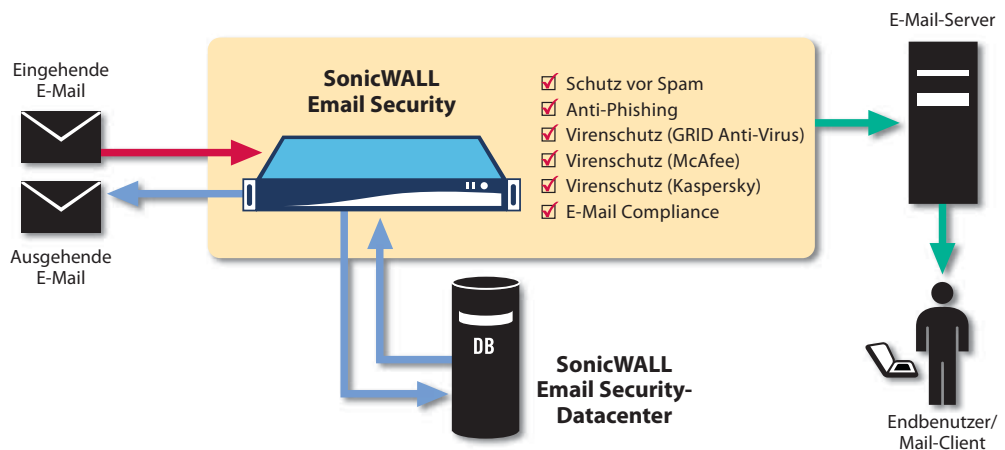 Eingehende
E-Mail
Ausgehende
E-Mail
SonicWALL
Email Security
Schutz vor Spam
Anti-Phishing
Virenschutz (GRID Anti-Virus)
Virenschutz (McAfee)
Virenschutz (Kaspersky)
E-Mail Compliance
E-Mail-Server
DB
SonicWALL
Email Security-
Datacenter
Endbenutzer/
Mail-Client